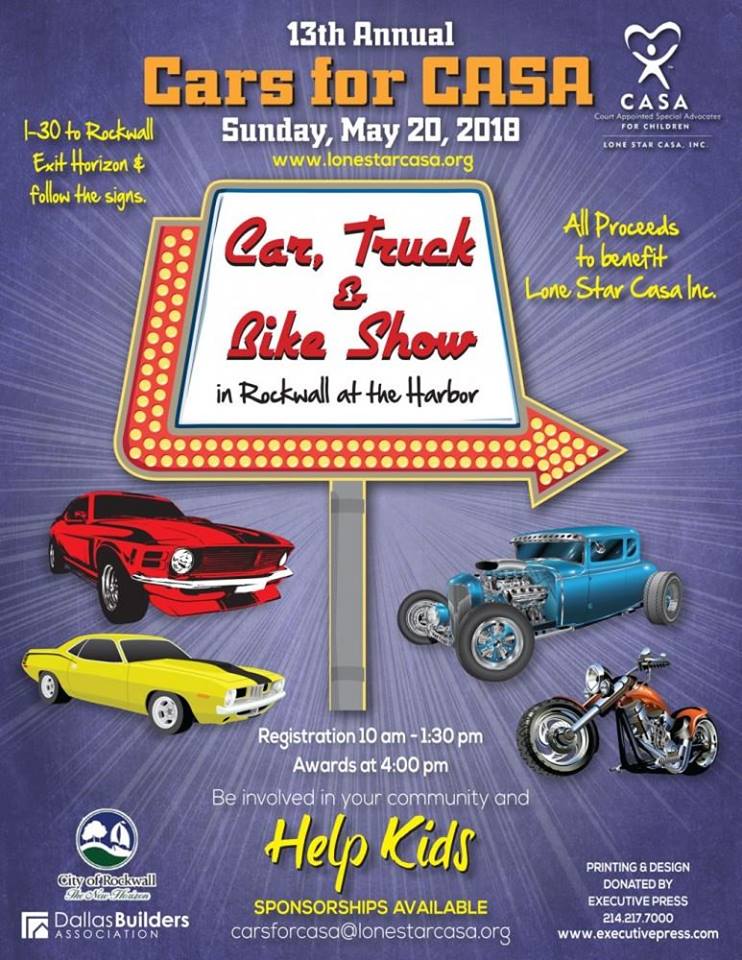 13th Annual
Cars for CASA
Sunday, May 20, 2018
www.lonestarcasa.org
CASA
Court Appointed Special Advocates
FOR CHILDREN
LONE STAR CASA, INC.
I-30 to Rockwall
Exit Horizon &
follow the signs.
All Proceeds
to benefit
Lone Star Casa Inc.
Car, Truck
&
Bike Show
in Rockwall at the Harbor
Registration 10 am - 1:30 pm
Awards at 4:00 pm
Be involved in your community and
Help Kids
SPONSORSHIPS AVAILABLE
carsforcasa@lonestarcasa.org
City of Rockwall
The New Horizon
DallasBuilders
ASSOCIATION
PRINTING & DESIGN
DONATED BY
EXECUTIVE PRESS
214.217.7000
www.executivepress.com